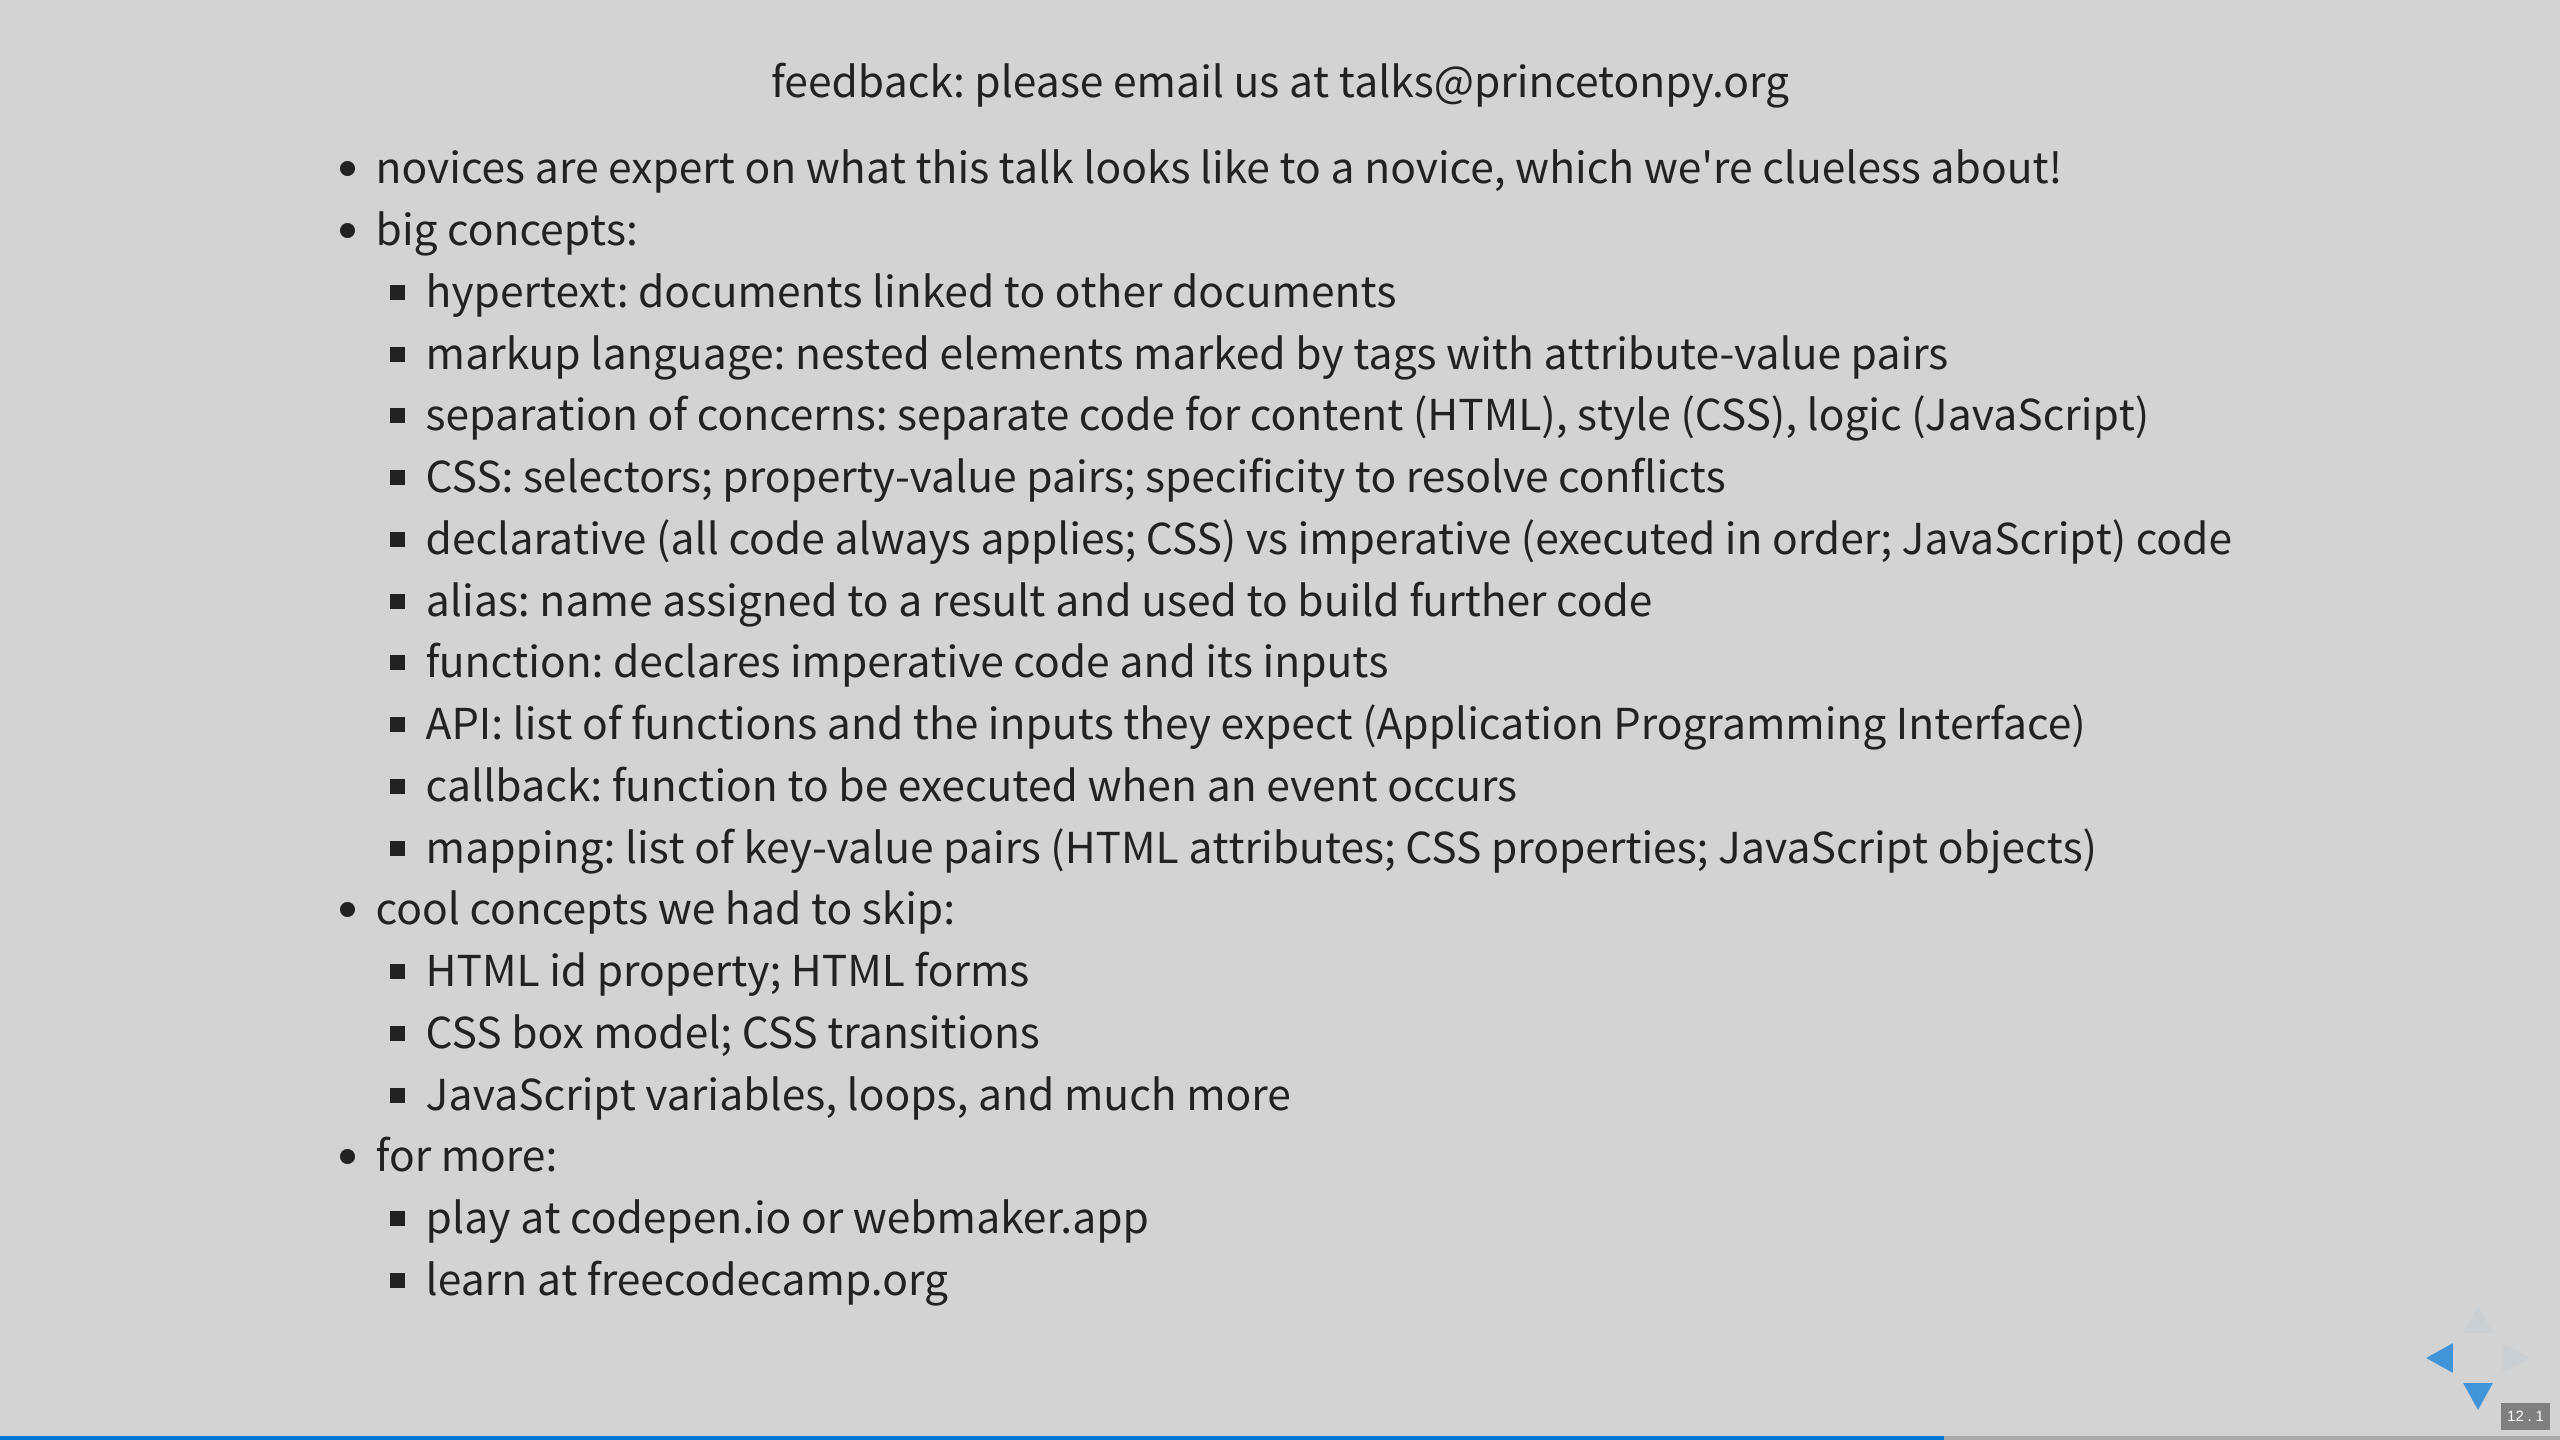 feedback: please email us at talks@princetonpy.org
novices are expert on what this talk looks like to a novice, which we're clueless about!
big concepts:
hypertext: documents linked to other documents
markup language: nested elements marked by tags with attribute-value pairs
separation of concerns: separate code for content (HTML), style (CSS), logic (JavaScript)
CSS: selectors; property-value pairs; specificity to resolve conflicts
declarative (all code always applies; CSS) vs imperative (executed in order; JavaScript) code
alias: name assigned to a result and used to build further code
function: declares imperative code and its inputs
API: list of functions and the inputs they expect (Application Programming Interface)
callback: function to be executed when an event occurs
mapping: list of key-value pairs (HTML attributes; CSS properties; JavaScript objects)
cool concepts we had to skip:
HTML id property; HTML forms
CSS box model; CSS transitions
JavaScript variables, loops, and much more
for more:
play at codepen.io or webmaker.app
learn at freecodecamp.org
12 . 1